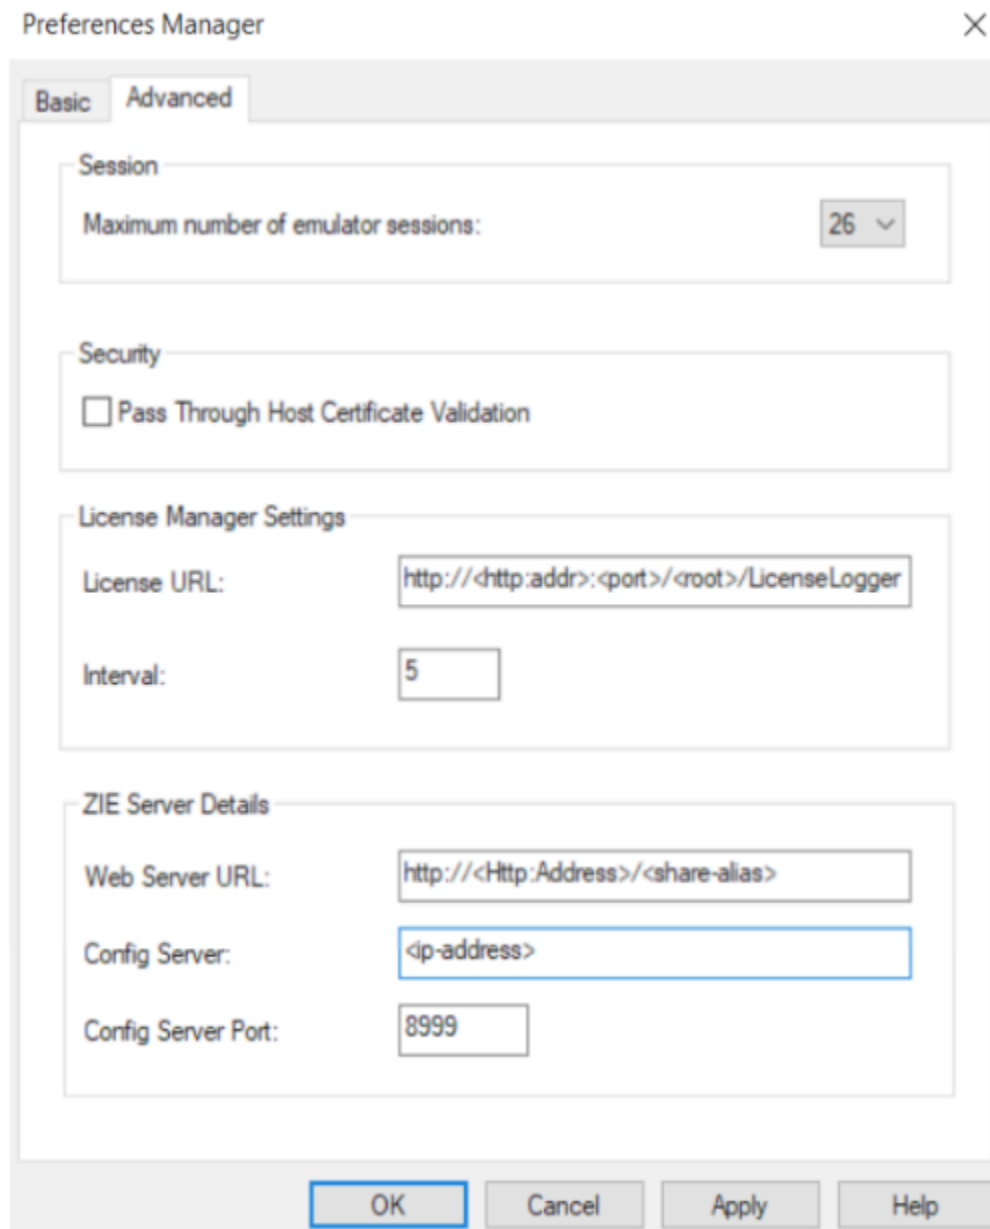 Preferences Manager
Basic Advanced
Session
Maximum number of emulator sessions: 26
Security
Pass Through Host Certificate Validation
License Manager Settings
License URL: http://<http:addr>:<port>/<root>/LicenseLogger
Interval: 5
ZIE Server Details
Web Server URL: http://<Http:Address>/<share-alias>
Config Server: <ip-address>
Config Server Port: 8999
OK Cancel Apply Help